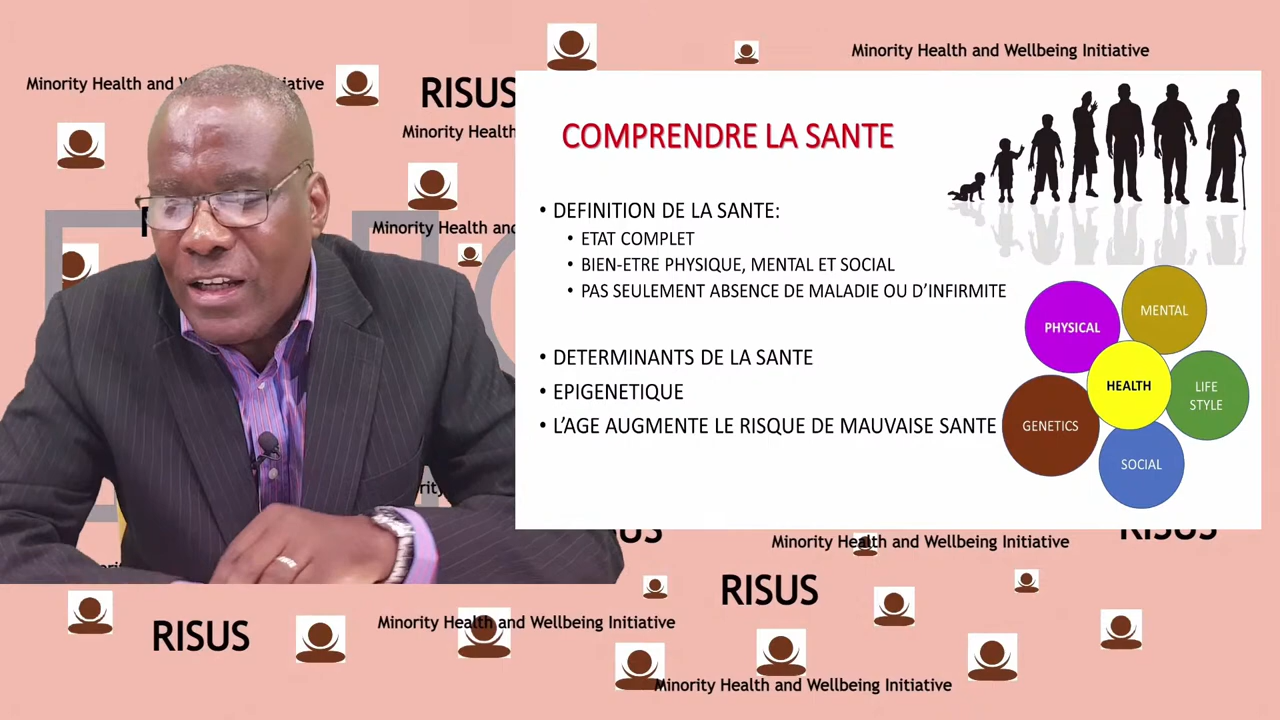 Minority Health and Wellbeing Initiative
Minority Health and
iative
RISUS
Minority Health
Minority Health and
COMPRENDRE LA SANTE
• DEFINITION DE LA SANTE:
• ETAT COMPLET
• BIEN-ETRE PHYSIQUE, MENTAL ET SOCIAL
• PAS SEULEMENT ABSENCE DE MALADIE OU D'INFIRMITE
• DETERMINANTS DE LA SANTE
• EPIGENETIQUE
• L'AGE AUGMENTE LE RISQUE DE MAUVAISE SANTE
PHYSICAL
MENTAL
HEALTH
LIFE
STYLE
GENETICS
SOCIAL
Minority Health and Wellbeing Initiative
RISUS
RISUS
Minority Health and Wellbeing Initiative
Minority Health and Wellbeing Initiative